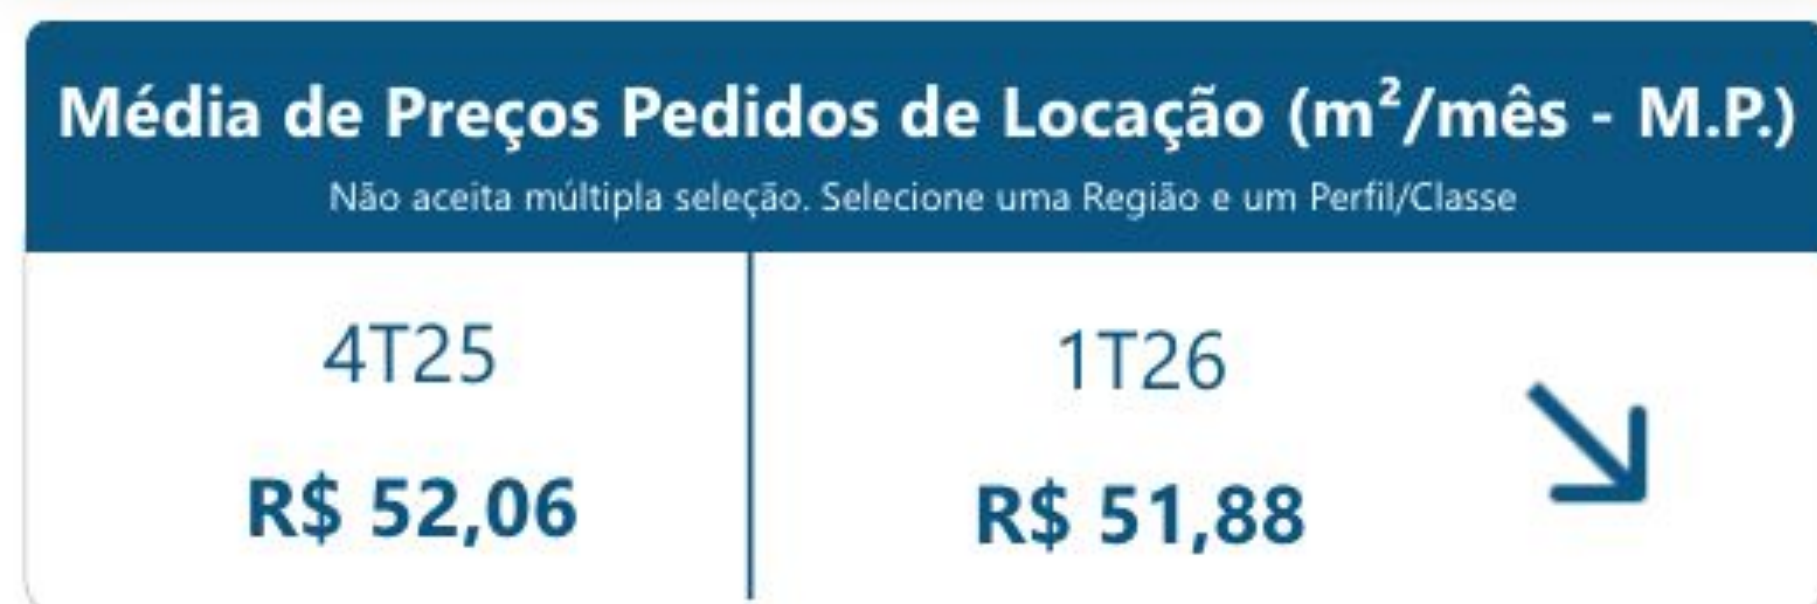 Média de Preços Pedidos de Locação (m²/mês - M.P.)
Não aceita múltipla seleção. Selecione uma Região e um Perfil/Classe
4T25
R$ 52,06
1T26
R$ 51,88